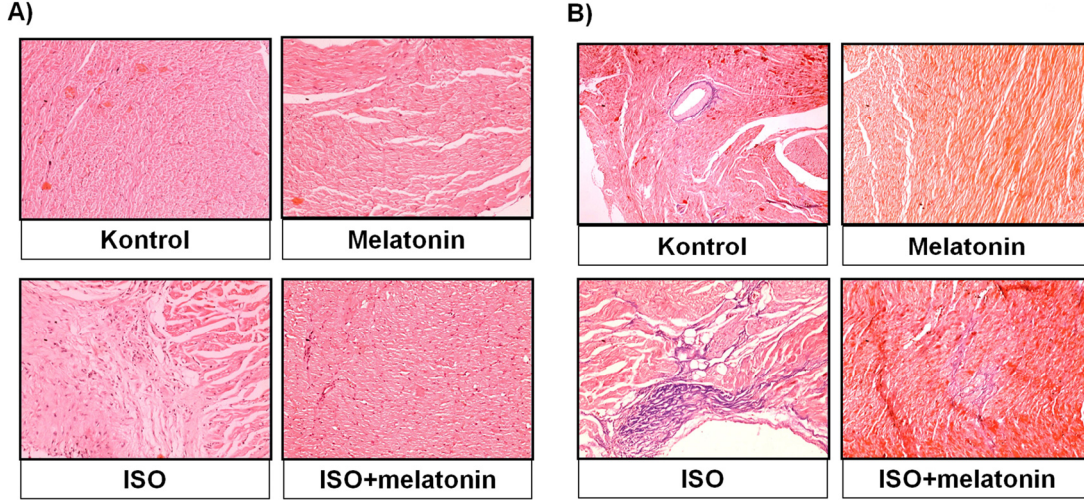 A)
B)
Kontrol
Melatonin
Kontrol
Melatonin
ISO
ISO+melatonin
ISO
ISO+melatonin